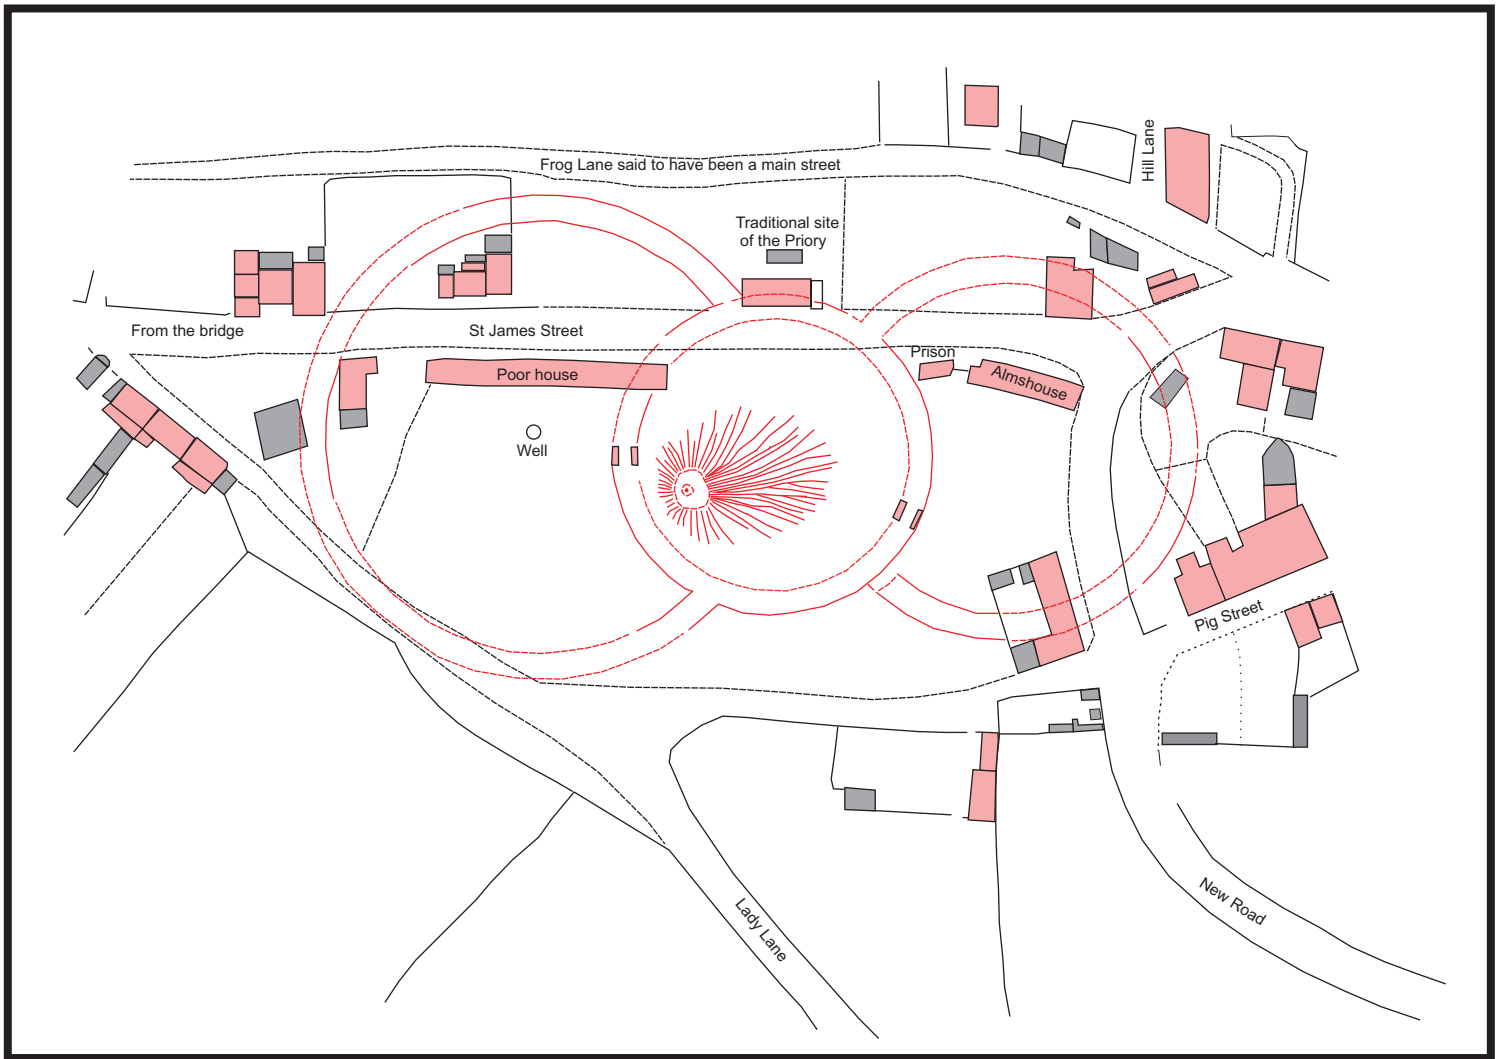 Hill Lane
Frog Lane said to have been a main street
Traditional site
of the Priory
From the bridge
St James Street
Prison
Poor house
Almshouse
Well
Pig Street
New Road
Lady Lane